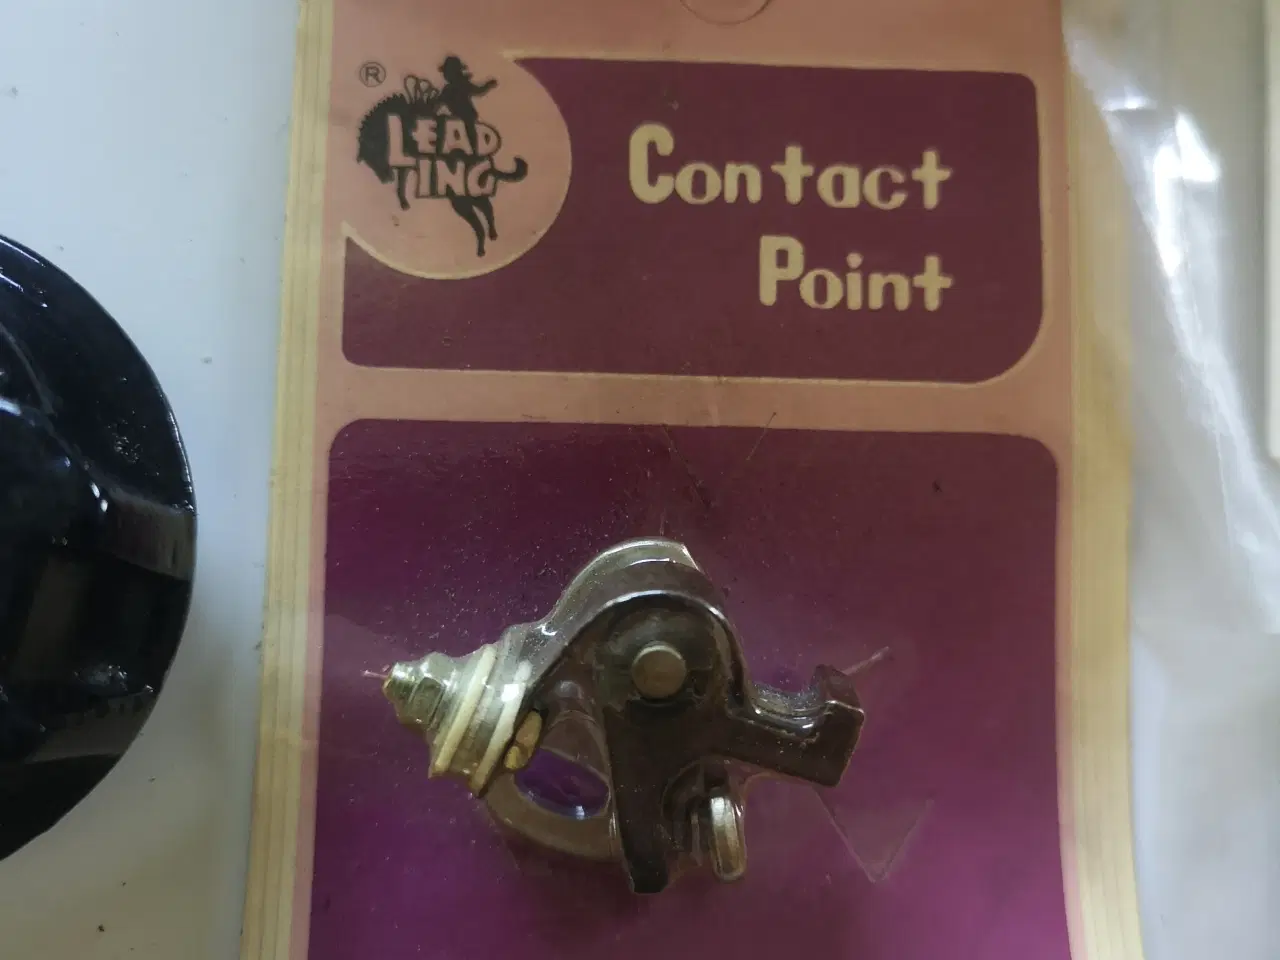 ®
LEAD
TING
Contact
Point